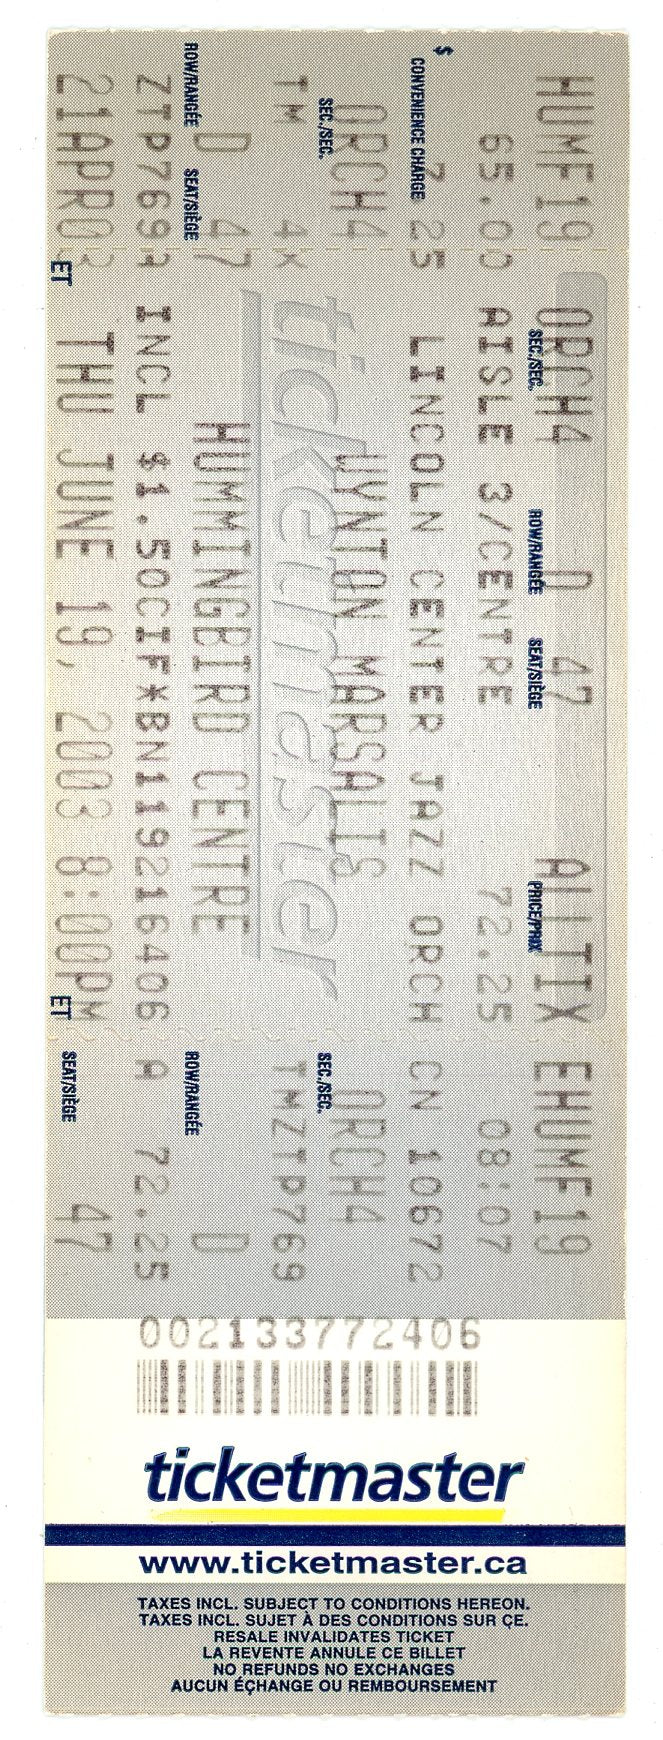 HUMF19 ORCH4 D 47 ALLTIX EHUMF19
SEC./SEC. ROW/RANGÉE SEAT/SIÈGE PRICE/PRIX
65.00 AISLE 3/CENTRE 72.25 08:07
$ CONVENIENCE CHARGE
7.25 LINCOLN CENTER JAZZ ORCH CN 10672
SEC./SEC. SEC./SEC.
ORCH4 WYNTON MARSALIS ORCH4
ticketmaster
TM 4X TMZTP769
D 47 HUMMINGBIRD CENTRE D
ROW/RANGÉE SEAT/SIÈGE ROW/RANGÉE
INCL $1.50CIF*BN119216406 A 72.25
21APR03 THU JUNE 19, 2003 8:00PM 47
ET ET SEAT/SIÈGE
002133772406
ticketmaster
www.ticketmaster.ca
TAXES INCL. SUBJECT TO CONDITIONS HEREON.
TAXES INCL. SUJET À DES CONDITIONS SUR ÇE.
RESALE INVALIDATES TICKET
LA REVENTE ANNULE CE BILLET
NO REFUNDS NO EXCHANGES
AUCUN ÉÇHANGE OU REMBOURSEMENT